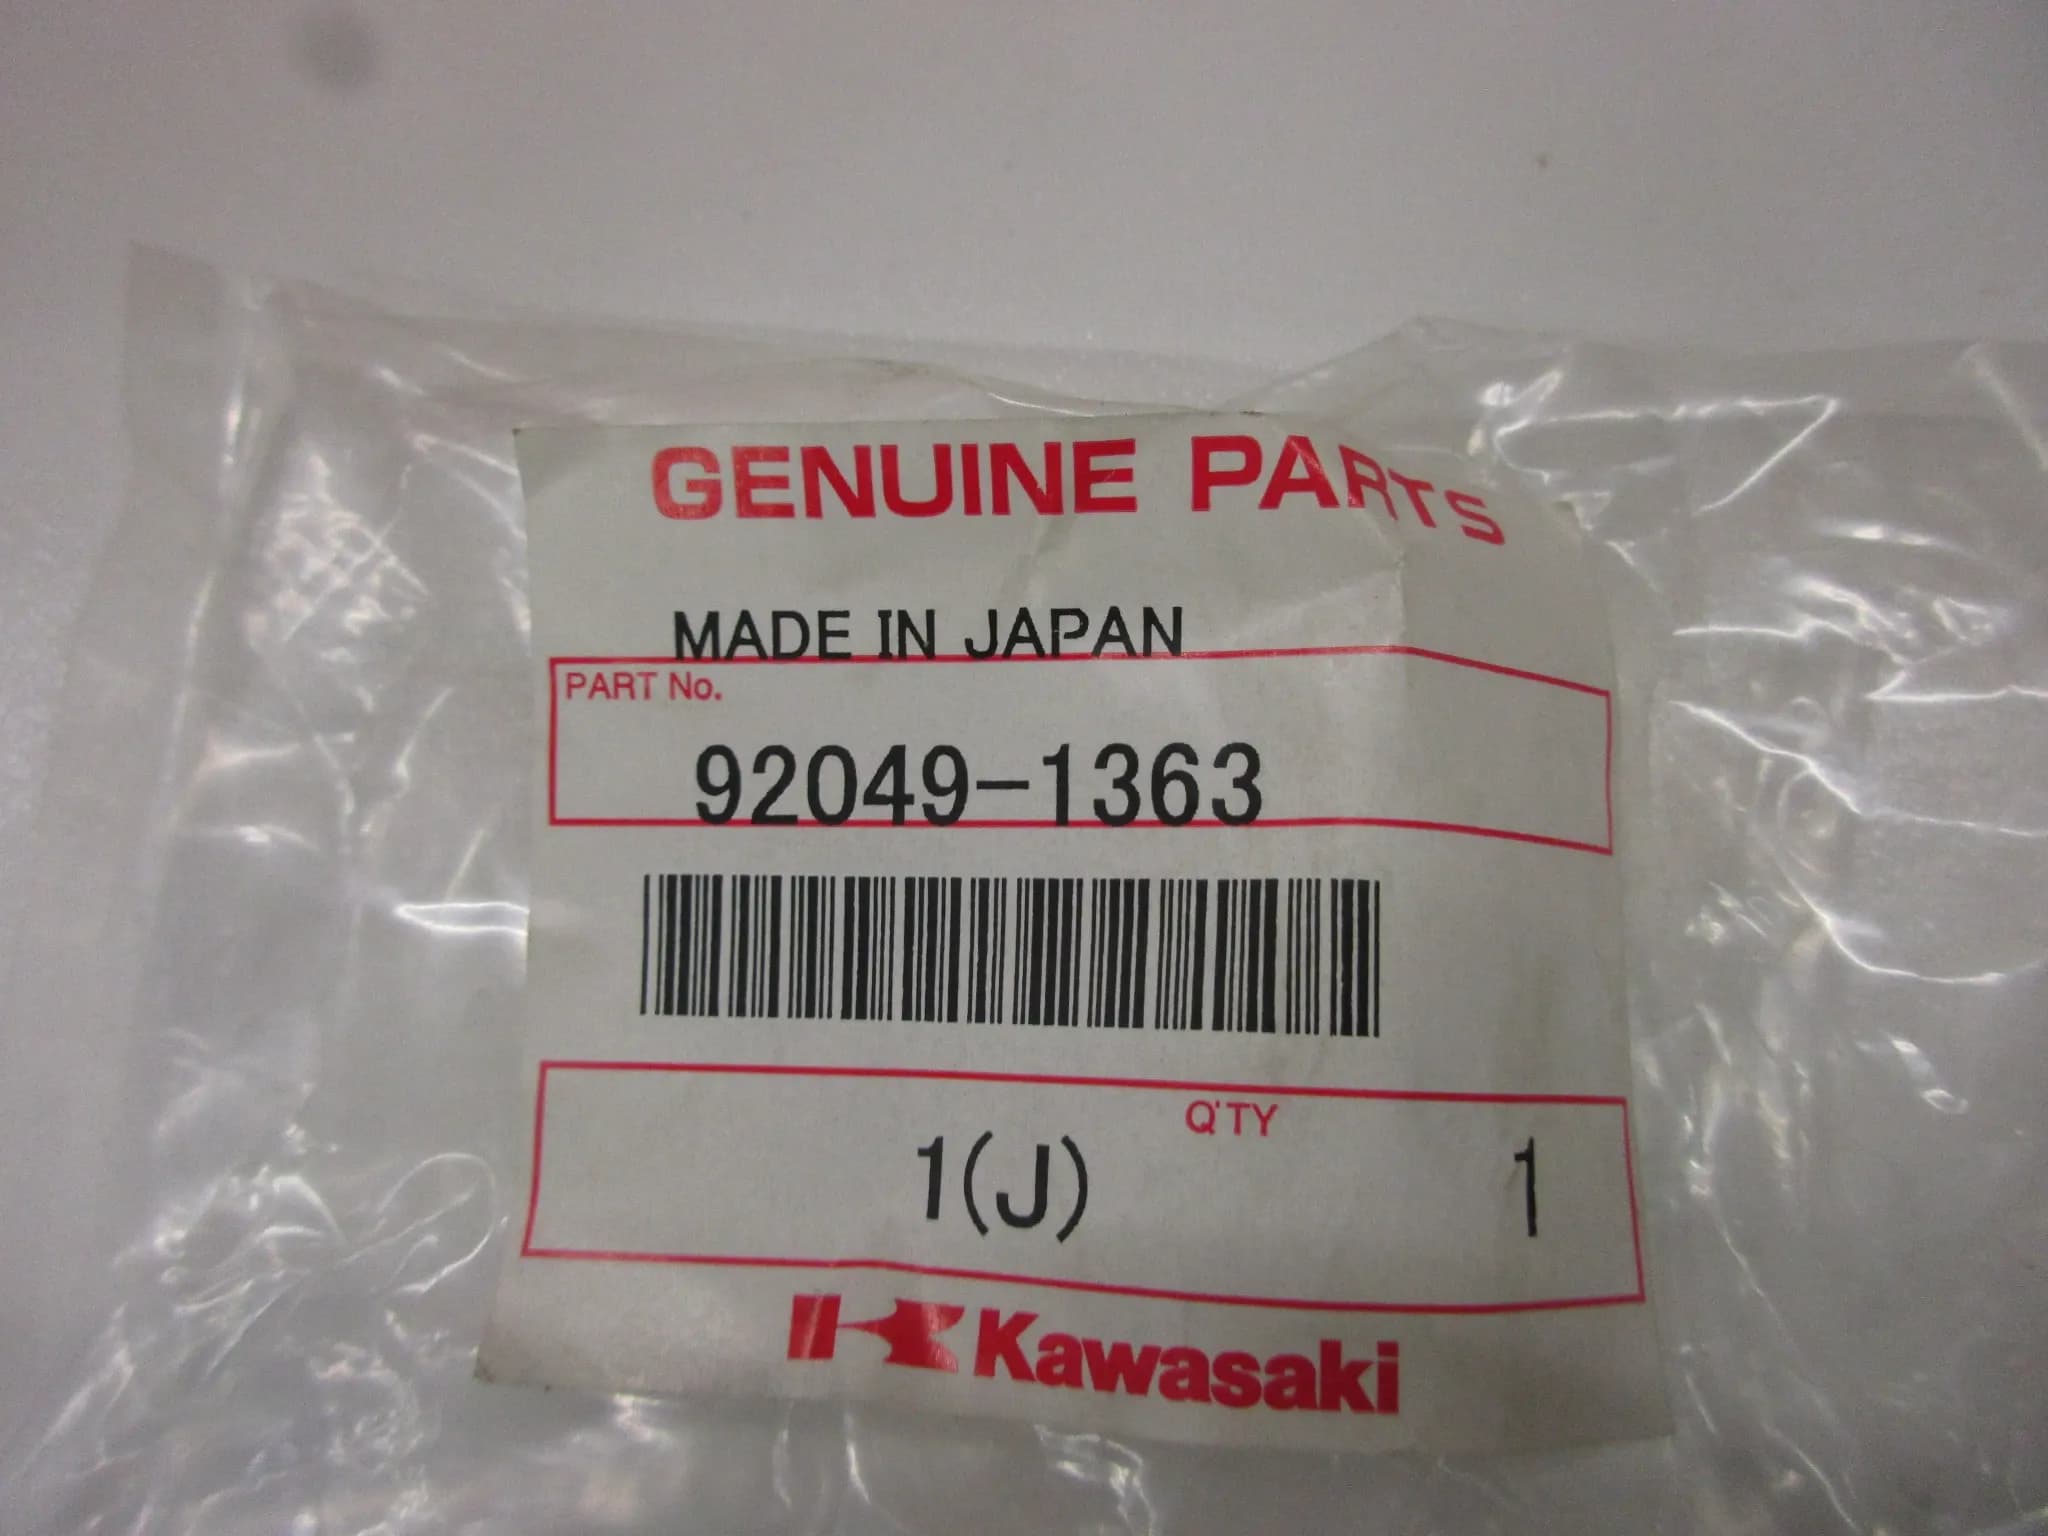 GENUINE PARTS
MADE IN JAPAN
PART No.
92049-1363
Q'TY
1(J) 1
Kawasaki